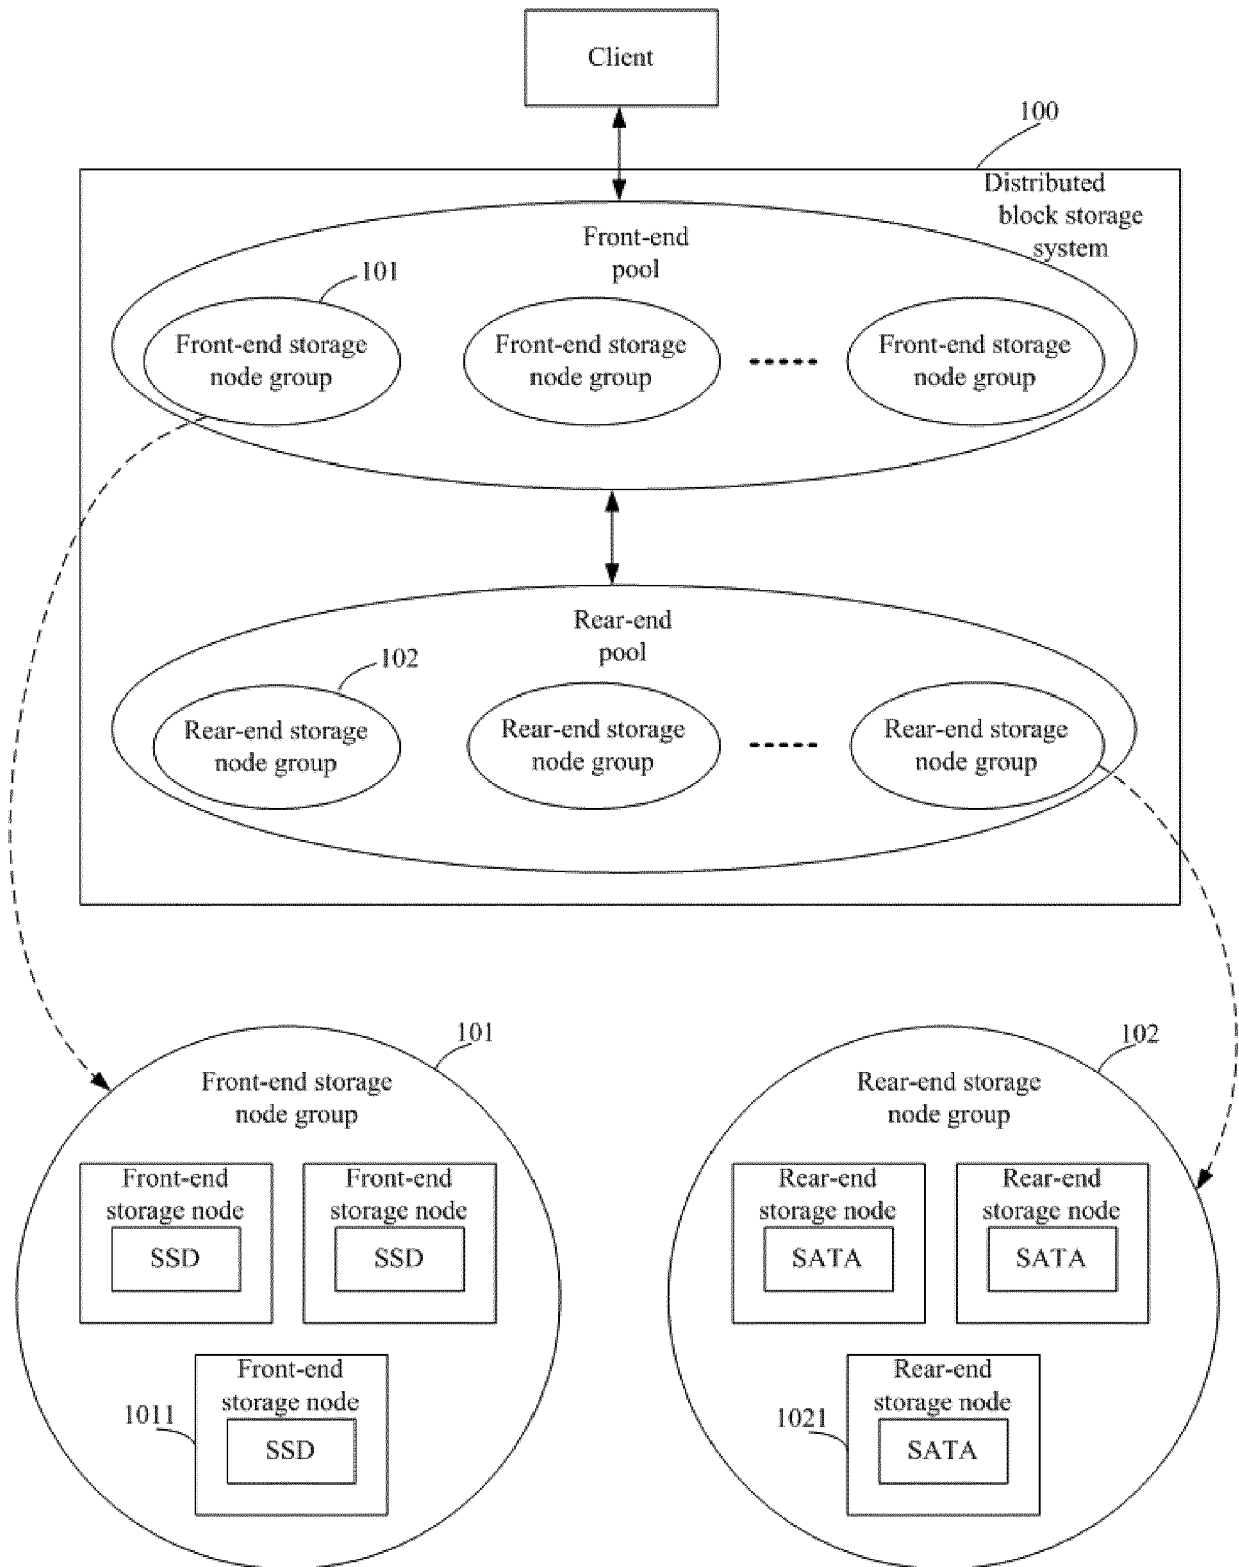 Client
100
Distributed
block storage
system
Front-end
pool
101
Front-end storage
node group
Front-end storage
node group
Front-end storage
node group
Rear-end
pool
102
Rear-end storage
node group
Rear-end storage
node group
Rear-end storage
node group
101
Front-end storage
node group
Front-end
storage node
SSD
Front-end
storage node
SSD
Front-end
storage node
1011
SSD
102
Rear-end storage
node group
Rear-end
storage node
SATA
Rear-end
storage node
SATA
Rear-end
storage node
1021
SATA